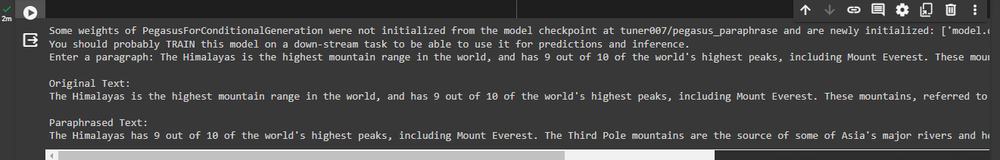 2m
Some weights of PegasusForConditionalGeneration were not initialized from the model checkpoint at tuner007/pegasus_paraphrase and are newly initialized: ['model.
You should probably TRAIN this model on a down-stream task to be able to use it for predictions and inference.
Enter a paragraph: The Himalayas is the highest mountain range in the world, and has 9 out of 10 of the world's highest peaks, including Mount Everest. These
Original Text:
The Himalayas is the highest mountain range in the world, and has 9 out of 10 of the world's highest peaks, including Mount Everest. These mountains, referred to
Paraphrased Text:
The Himalayas has 9 out of 10 of the world's highest peaks, including Mount Everest. The Third Pole mountains are the source of some of Asia's major rivers and